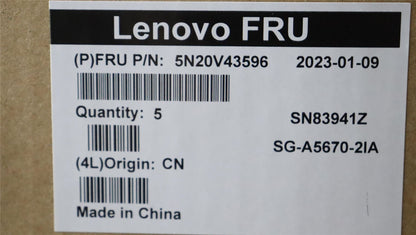 Lenovo FRU
(P)FRU P/N: 5N20V43596 2023-01-09
Quantity: 5
SN83941Z
SG-A5670-2IA
(4L)Origin: CN
Made in China